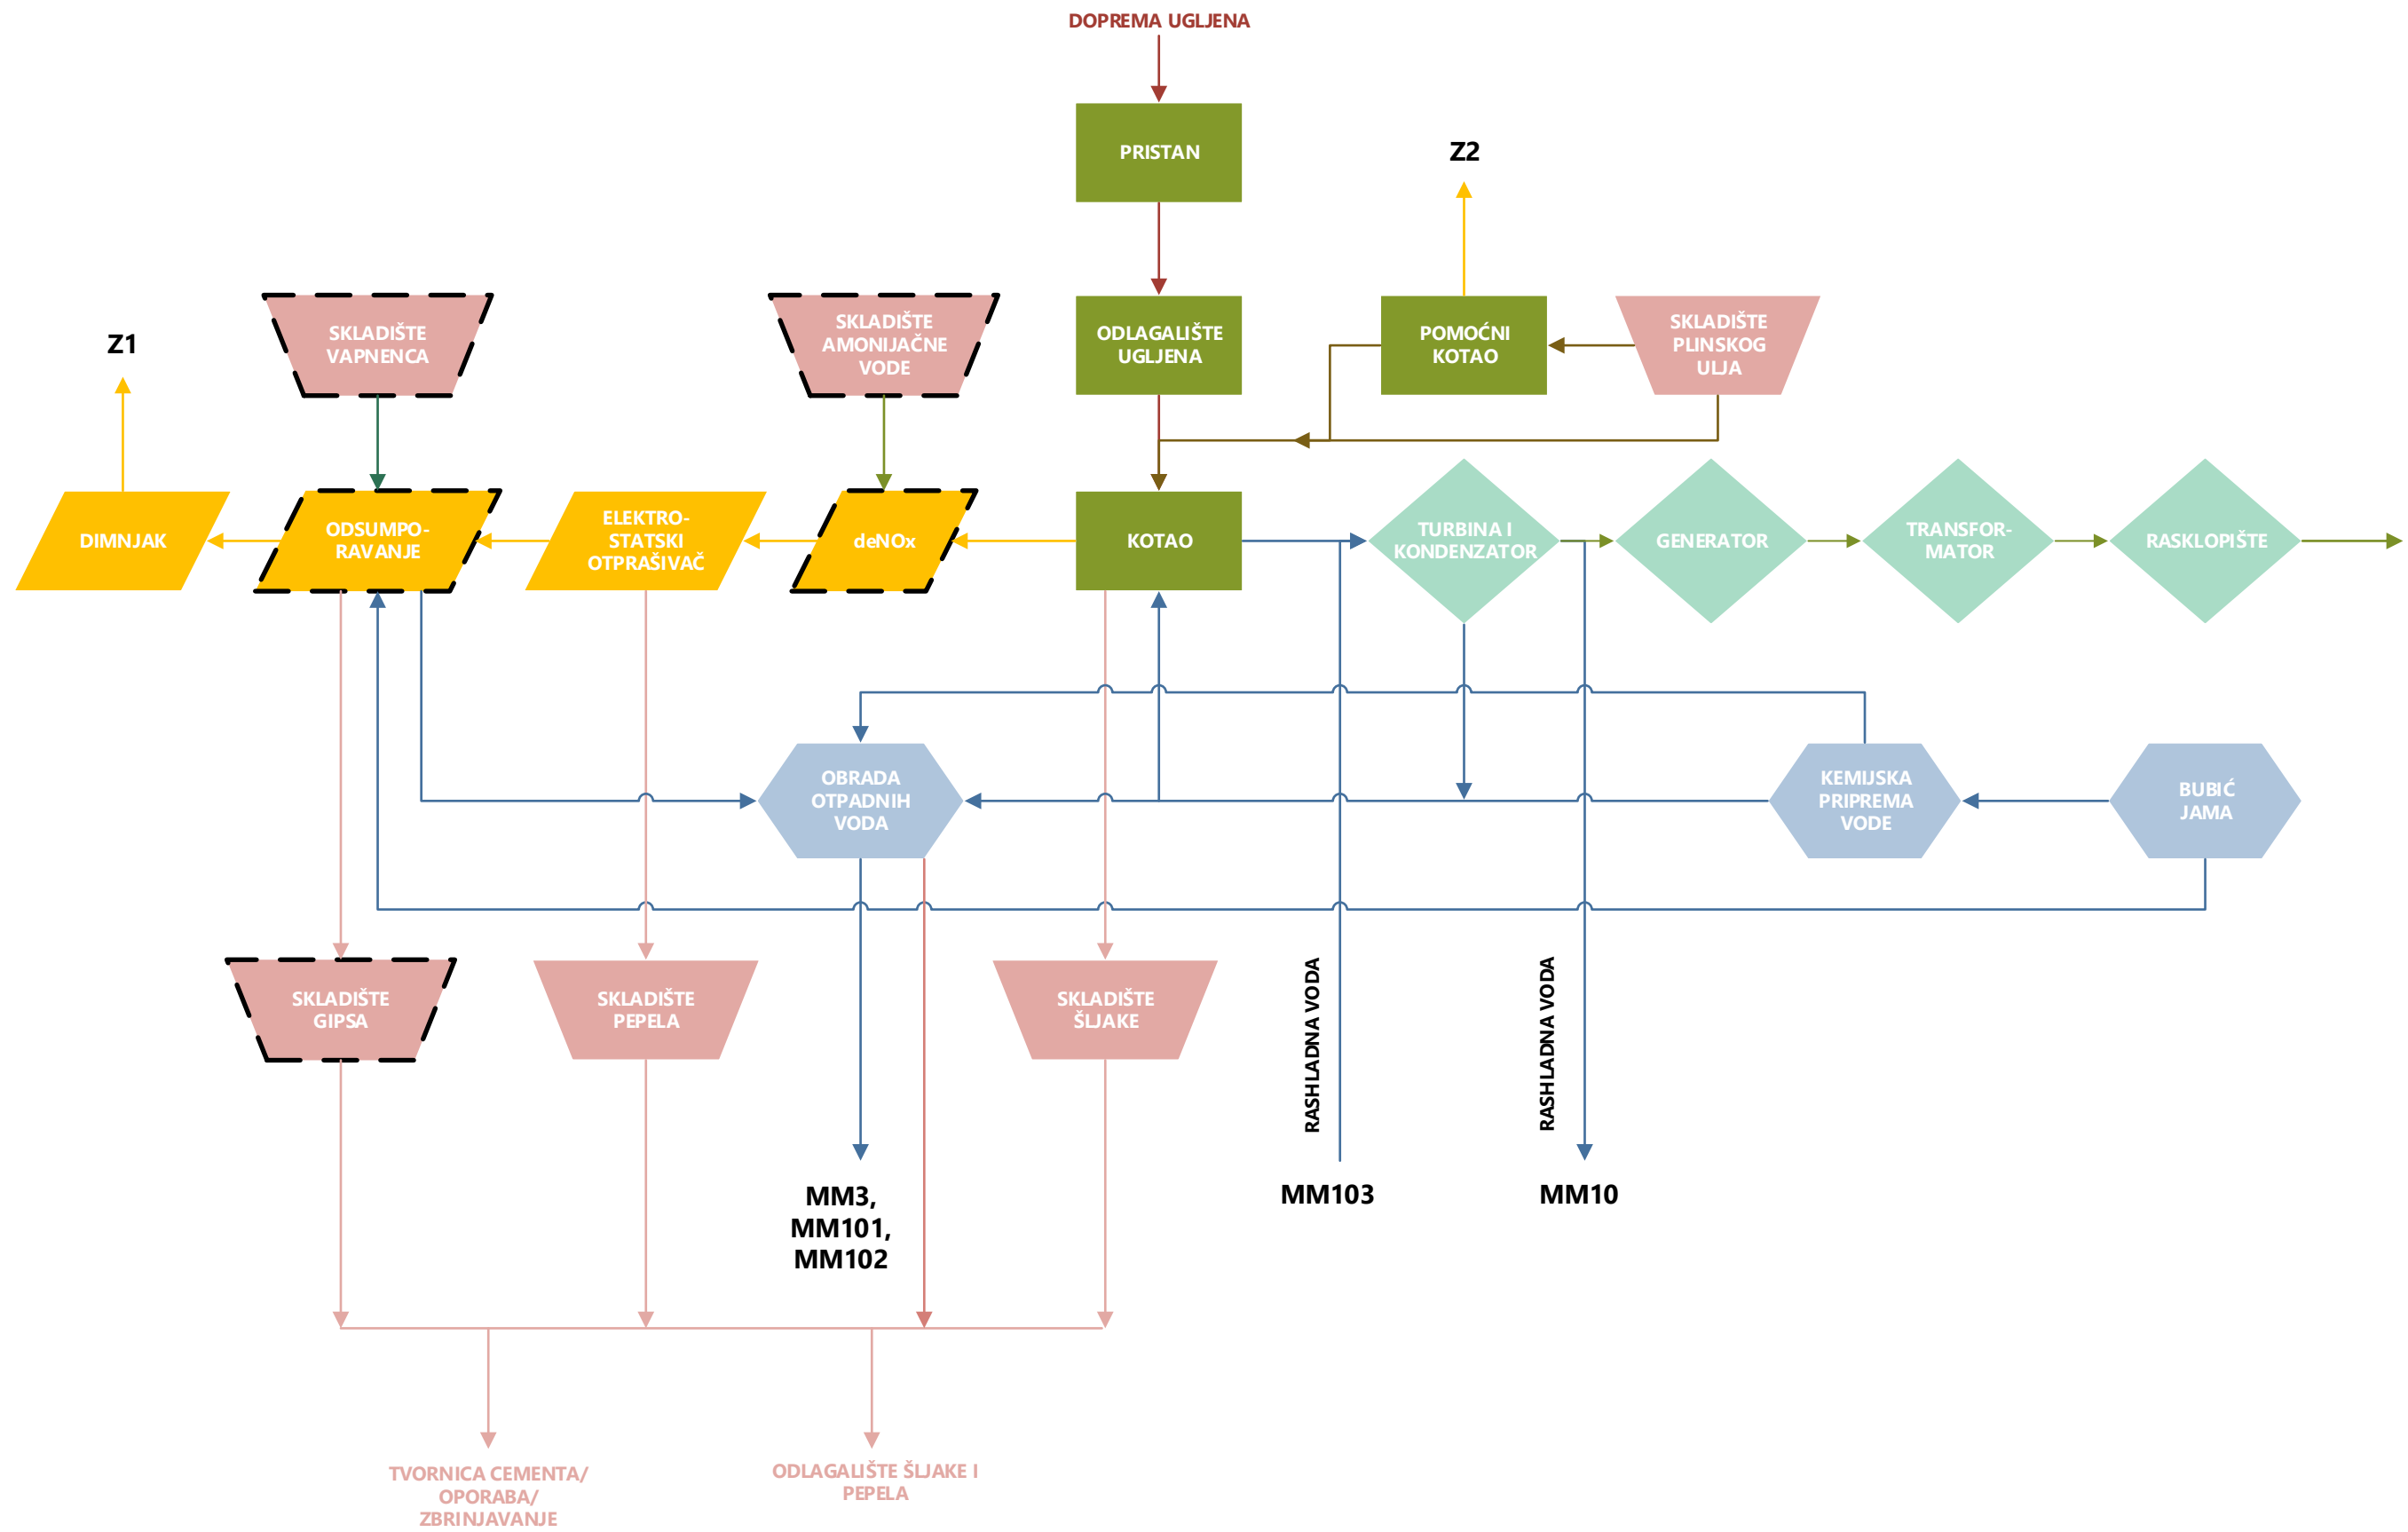 DOPREMA UGLJENA
PRISTAN
Z2
Z1
SKLADIŠTE
VAPNENCA
SKLADIŠTE
AMONIJAČNE
VODE
ODLAGALIŠTE
UGLJENA
POMOĆNI
KOTAO
SKLADIŠTE
PLINSKOG
ULJA
DIMNJAK
ODSUMPO-
RAVANJE
ELEKTRO-
STATSKI
OTPRAŠIVAČ
deNOx
KOTAO
TURBINA I
KONDENZATOR
GENERATOR
TRANSFOR-
MATOR
RASKLOPIŠTE
OBRADA
OTPADNIH
VODA
KEMIJSKA
PRIPREMA
VODE
BUBIĆ
JAMA
SKLADIŠTE
GIPSA
SKLADIŠTE
PEPELA
SKLADIŠTE
ŠLJAKE
RASHLADNA VODA
RASHLADNA VODA
MM3,
MM101,
MM102
MM103
MM10
TVORNICA CEMENTA/
OPORABA/
ZBRINJAVANJE
ODLAGALIŠTE ŠLJAKE I
PEPELA